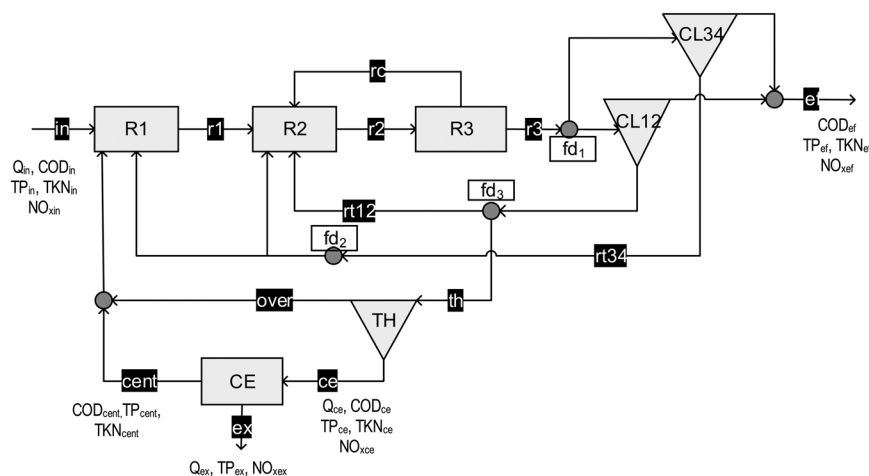 CL34
rc
ef
in
R1
r1
R2
r2
R3
r3
CL12
fd₁
COD_ef
TP_ef, TKN_ef
NO_xef
Q_in, COD_in
TP_in, TKN_in
NO_xin
rt12
fd₃
fd₂
rt34
over
th
TH
cent
CE
ce
COD_cent,TP_cent,
TKN_cent
Q_ce, COD_ce
TP_ce, TKN_ce
NO_xce
ex
Q_ex, TP_ex, NO_xex